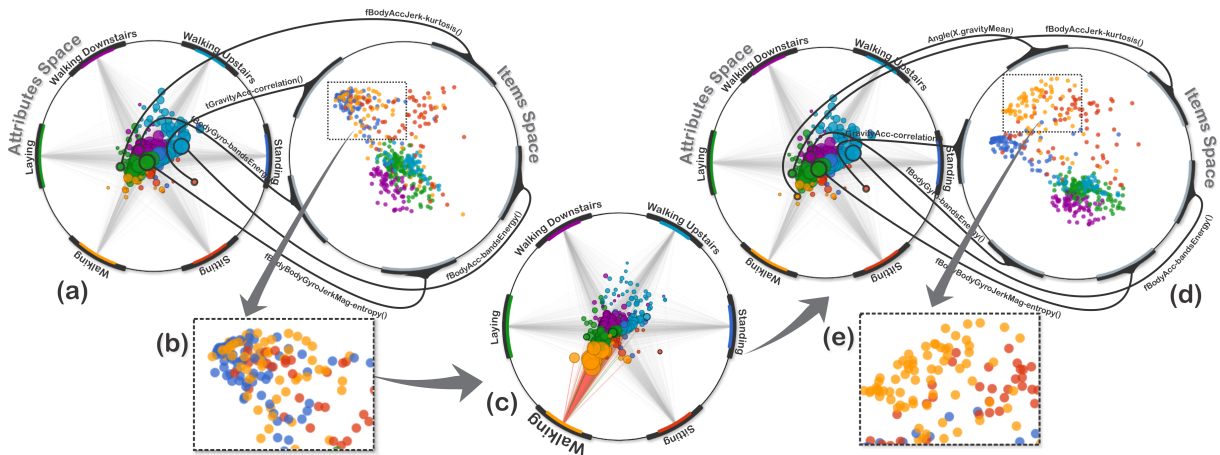 fBodyAccJerk-kurtosis()
Walking Downstairs
Walking Upstairs
Attributes Space
Items Space
tGravityAcc-correlation()
fBodyGyro-bandsEnergy()
Laying
Standing
Walking
Sitting
fBodyAcc-bandsEnergy()
fBodyBodyGyroJerkMag-entropy()
(a)
(b)
Walking Downstairs
Walking Upstairs
Laying
Standing
Walking
Sitting
(c)
Angle(X.gravityMean)
fBodyAccJerk-kurtosis()
Walking Downstairs
Walking Upstairs
Attributes Space
Items Space
GravityAcc-correlation
fBodyGyro-bandsEnergy()
Laying
Standing
Walking
Sitting
fBodyAcc-bandsEnergy()
fBodyBodyGyroJerkMag-entropy()
(d)
(e)